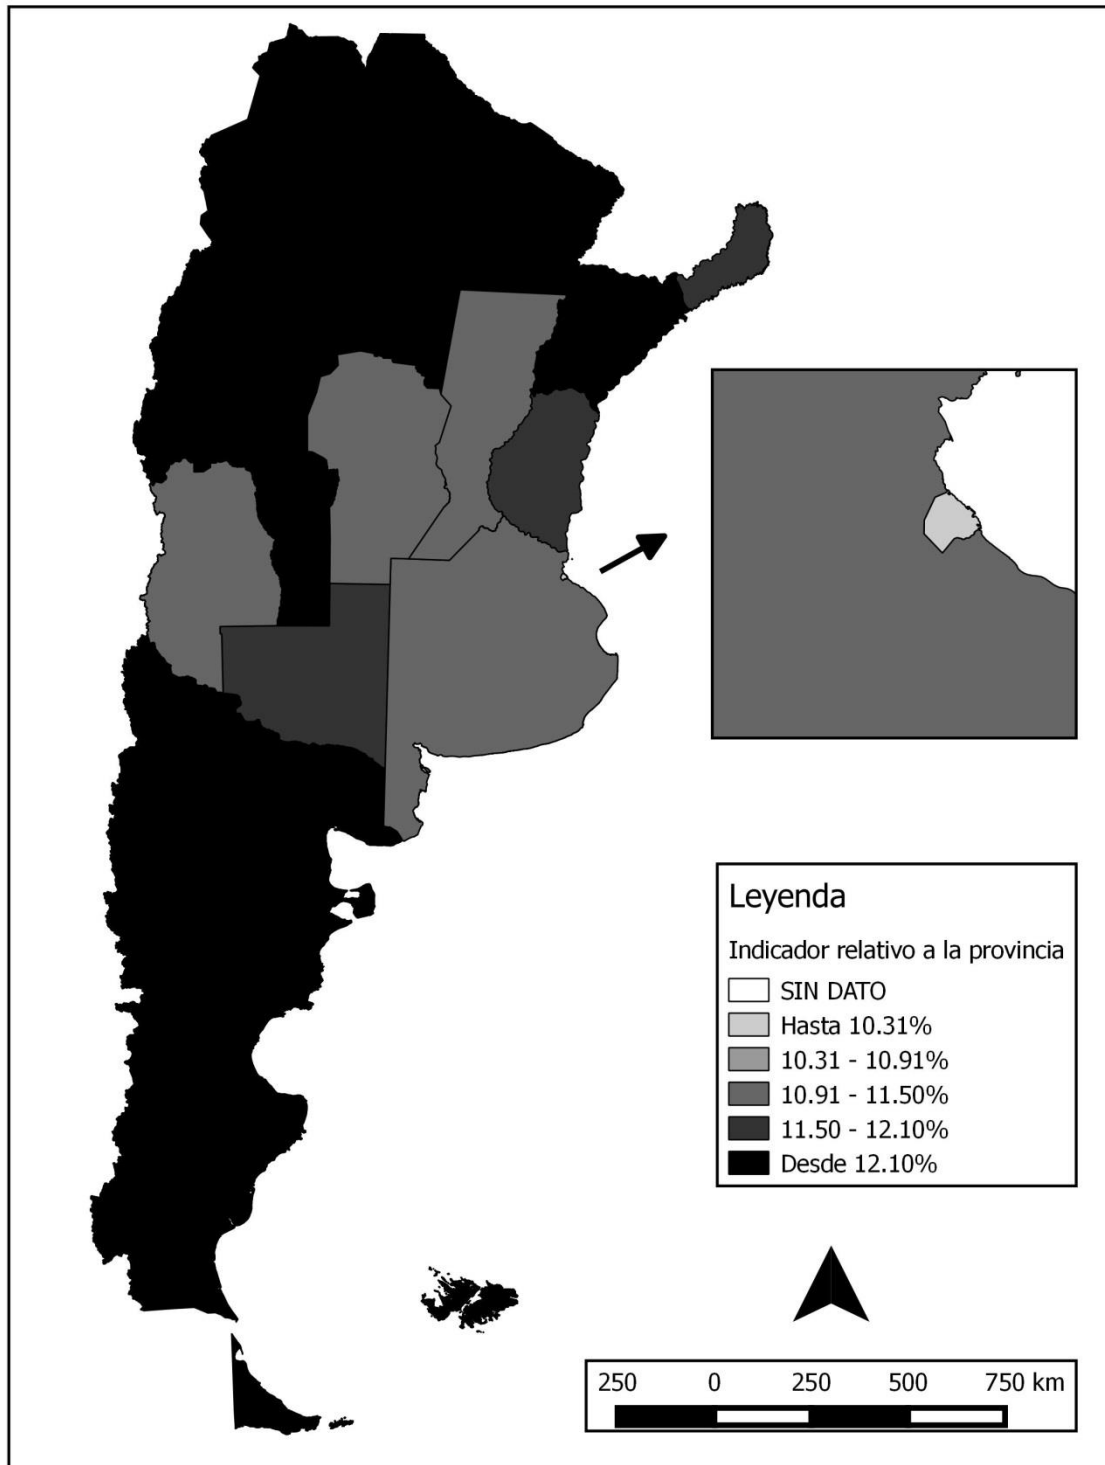 Leyenda
Indicador relativo a la provincia
SIN DATO
Hasta 10.31%
10.31 - 10.91%
10.91 - 11.50%
11.50 - 12.10%
Desde 12.10%
250 0 250 500 750 km